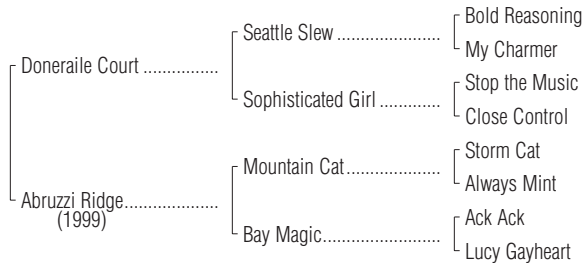 Bold Reasoning
Seattle Slew ....................
My Charmer
Doneraile Court ...............
Stop the Music
Sophisticated Girl ............
Close Control
Storm Cat
Mountain Cat..................
Always Mint
Abruzzi Ridge...................
(1999)
Ack Ack
Bay Magic.......................
Lucy Gayheart